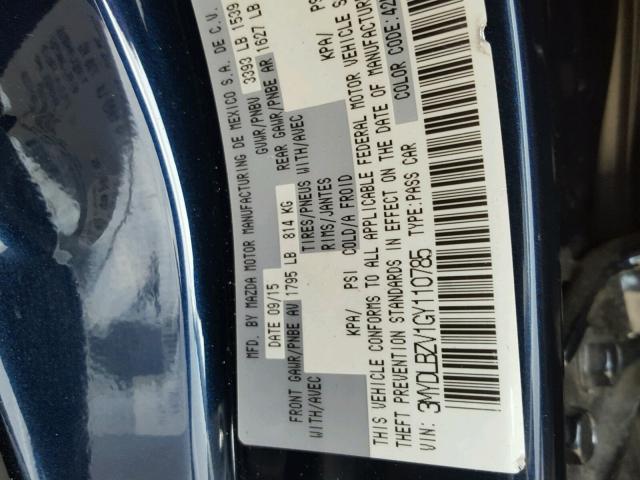 MFD. BY MAZDA MOTOR MANUFACTURING DE MEXICO S.A. DE C.V.
DATE 09/15 GVWR/PNBV 3393 LB 1539
FRONT GAWR/PNBE AV 1795 LB 814 KG REAR GAWR/PNBE AR 1627 LB
WITH/AVEC TIRES/PNEUS WITH/AVEC
RIMS/JANTES
KPA/ PSI COLD/A FROID KPA/ PS
THIS VEHICLE CONFORMS TO ALL APPLICABLE FEDERAL MOTOR VEHICLE S
THEFT PREVENTION STANDARDS IN EFFECT ON THE DATE OF MANUFAC
VIN: 3MYDLBZV1GY110785 TYPE:PASS CAR COLOR CODE:42